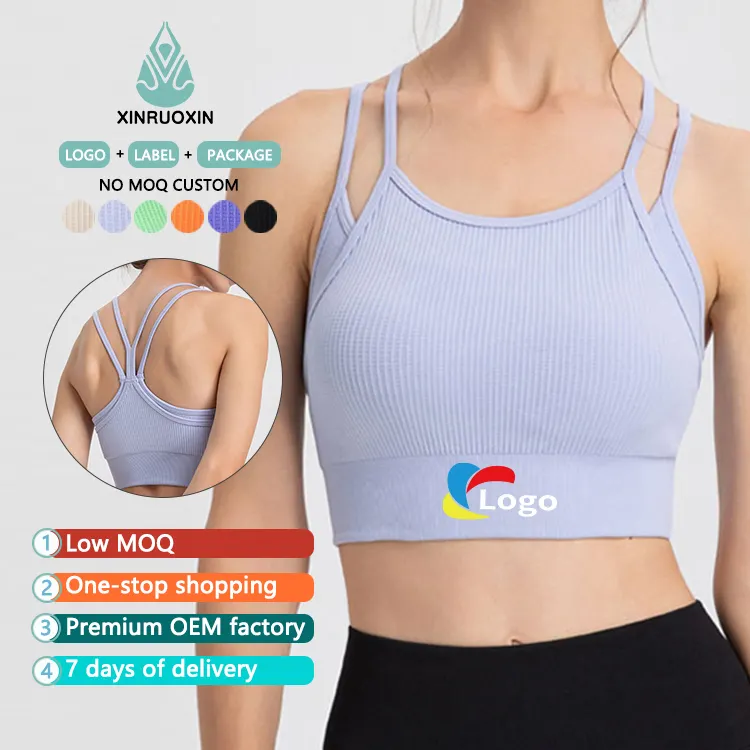 XINRUOXIN
LOGO + LABEL + PACKAGE
NO MOQ CUSTOM
Logo
1 Low MOQ
2 One-stop shopping
3 Premium OEM factory
4 7 days of delivery